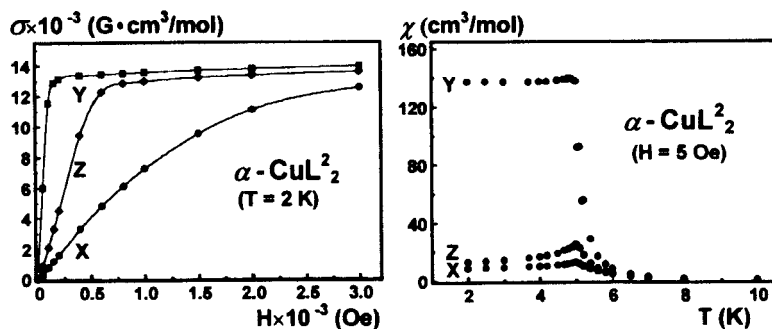 σ×10⁻³ (G·cm³/mol)
14
12
10
8
6
4
2
0
Y
Z
X
α-CuL²₂
(T = 2 K)
0 0.5 1.0 1.5 2.0 2.5 3.0
H×10⁻³ (Oe)
χ (cm³/mol)
160
120
80
40
0
Y
Z
X
α-CuL²₂
(H = 5 Oe)
2 4 6 8 10
T (K)